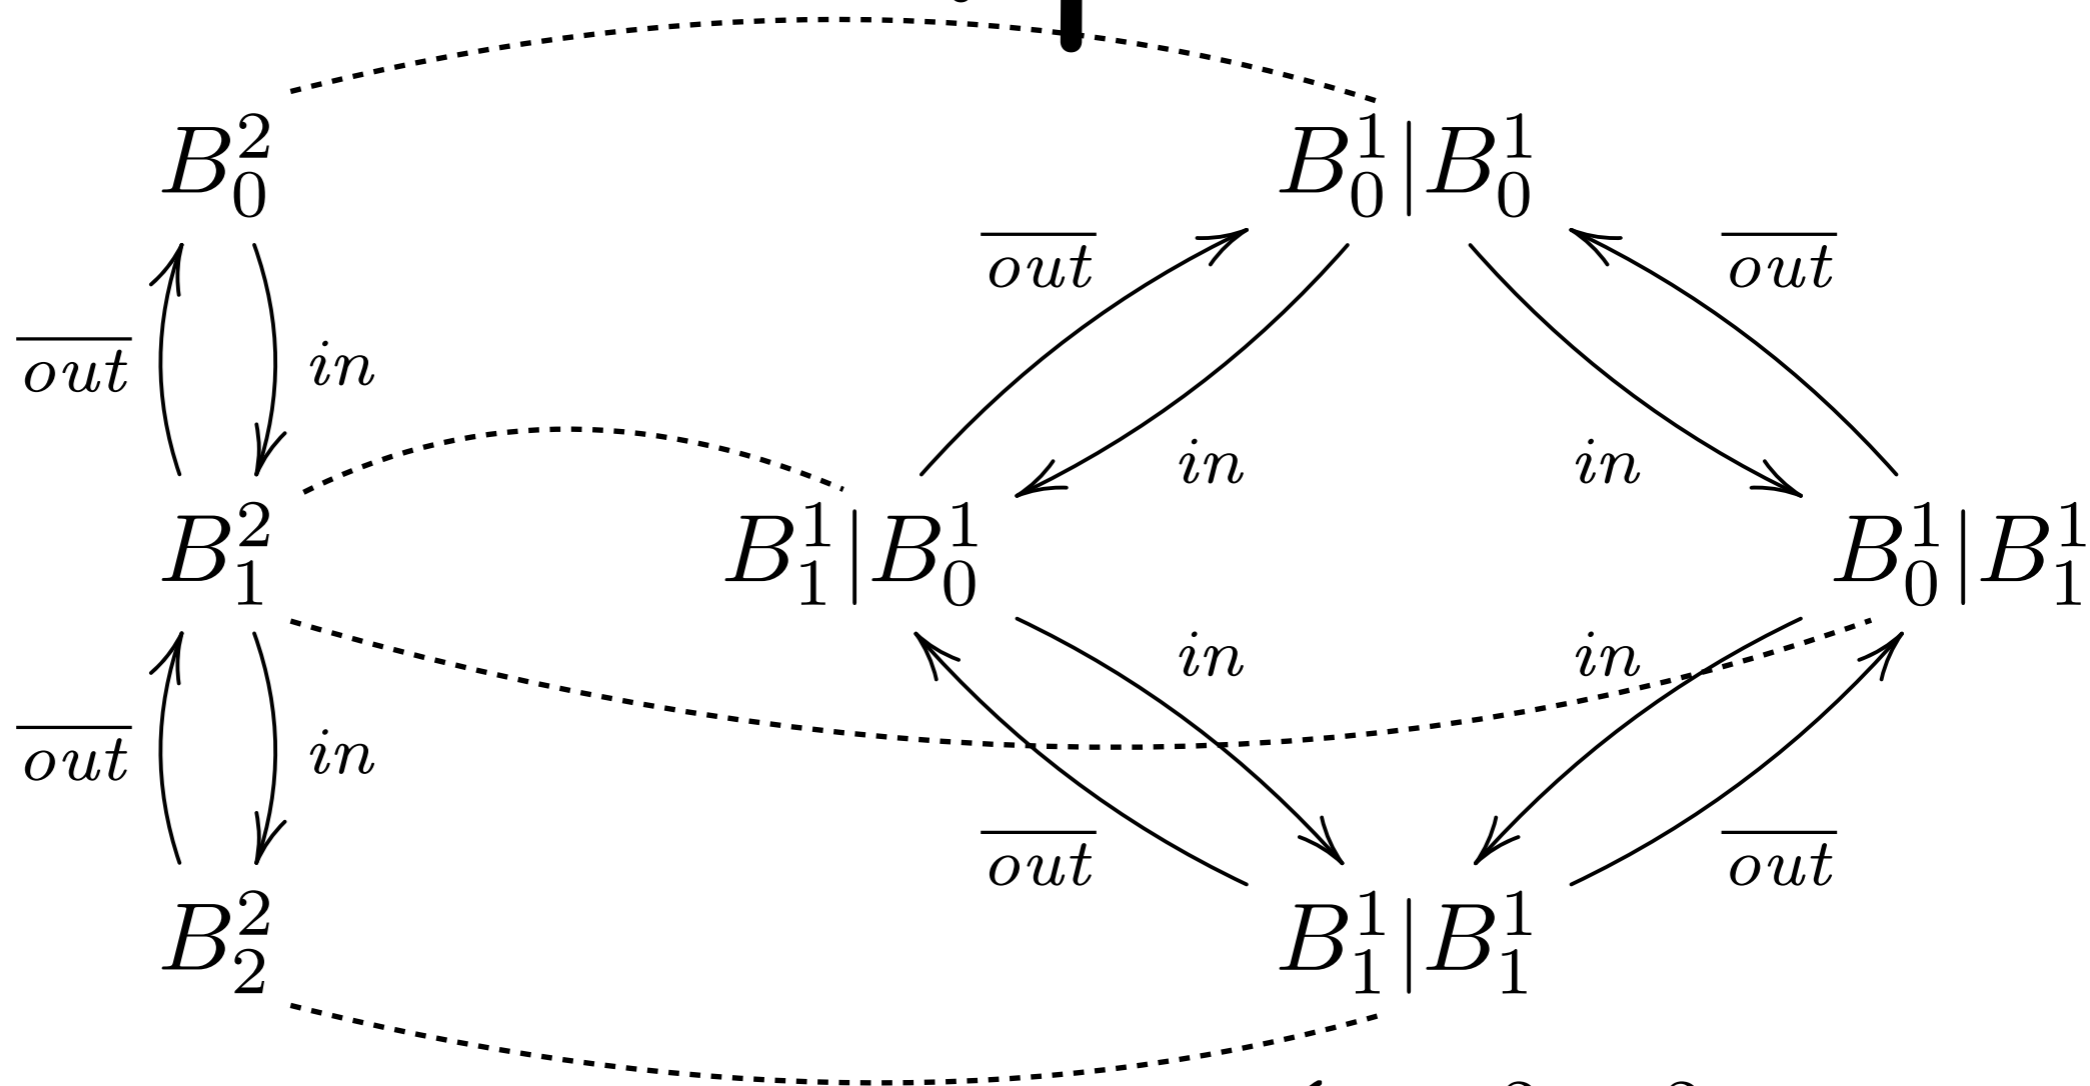 B_0^2 B_0^1|B_0^1
\overline{out} \overline{out}
\overline{out} in
in in
B_1^2 B_1^1|B_0^1 B_0^1|B_1^1
in in
\overline{out} in
\overline{out} \overline{out}
B_2^2 B_1^1|B_1^1